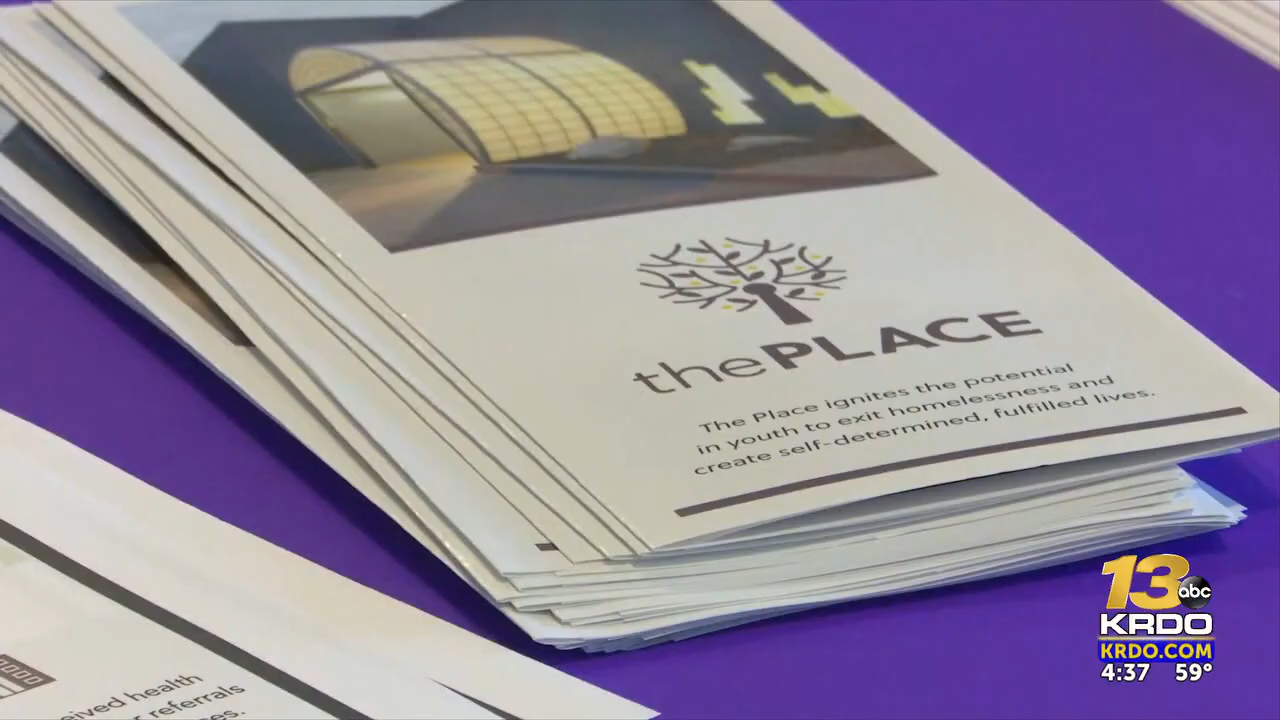 thePLACE
The Place ignites the potential
in youth to exit homelessness and
create self-determined, fulfilled lives.
eived health
referrals
13
abc
KRDO
KRDO.COM
4:37 59°